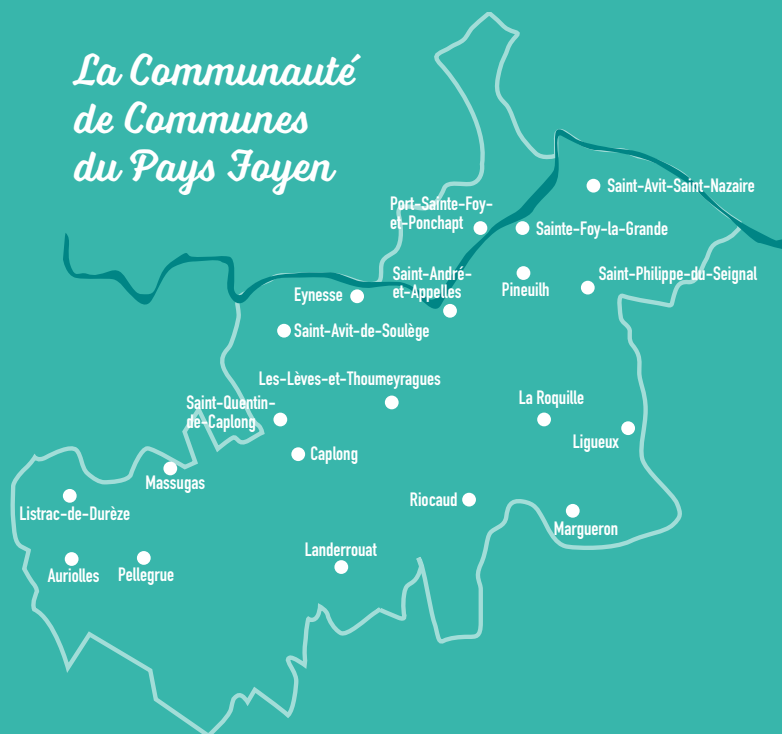 La Communauté
de Communes
du Pays Foyen
Saint-Avit-Saint-Nazaire
Port-Sainte-Foy-
et-Ponchapt
Sainte-Foy-la-Grande
Saint-André-
et-Appelles
Pineuilh
Saint-Philippe-du-Seignal
Eynesse
Saint-Avit-de-Soulège
Les-Lèves-et-Thoumeyragues
Saint-Quentin-
de-Caplong
La Roquille
Ligueux
Caplong
Massugas
Listrac-de-Durèze
Riocaud
Margueron
Landerrouat
Auriolles
Pellegrue